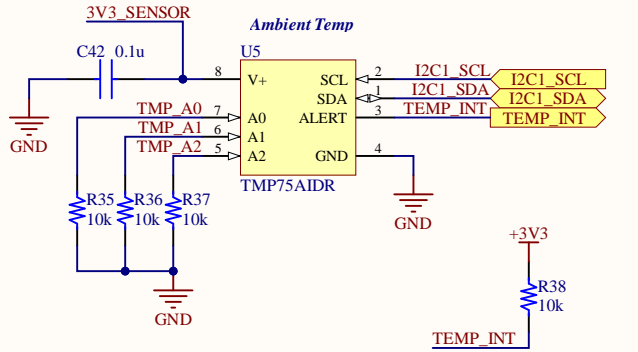 3V3_SENSOR
Ambient Temp
C42 0.1u
U5
GND
8 V+
SCL 2 I2C1_SCL I2C1_SCL
SDA 1 I2C1_SDA I2C1_SDA
TMP_A0 7 A0
ALERT 3 TEMP_INT TEMP_INT
TMP_A1 6 A1
TMP_A2 5 A2
GND 4
TMP75AIDR
R35 10k
R36 10k
R37 10k
GND
GND
+3V3
R38
10k
TEMP_INT